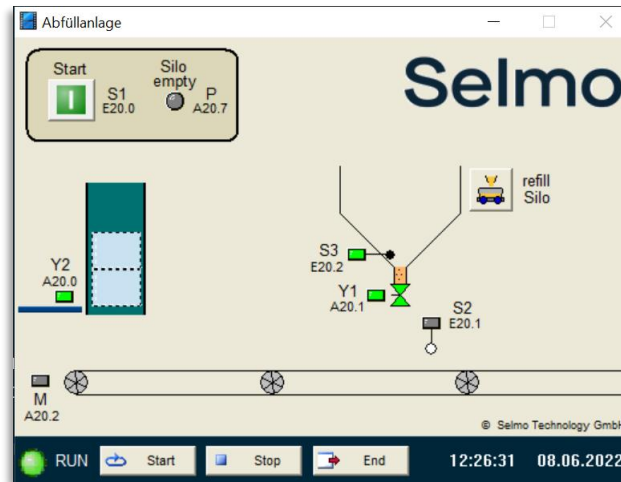 Abfüllanlage
Start
S1
E20.0
Silo
empty
P
A20.7
Selmo
refill
Silo
Y2
A20.0
S3
E20.2
Y1
A20.1
S2
E20.1
M
A20.2
© Selmo Technology GmbH
RUN
Start
Stop
End
12:26:31
08.06.2022